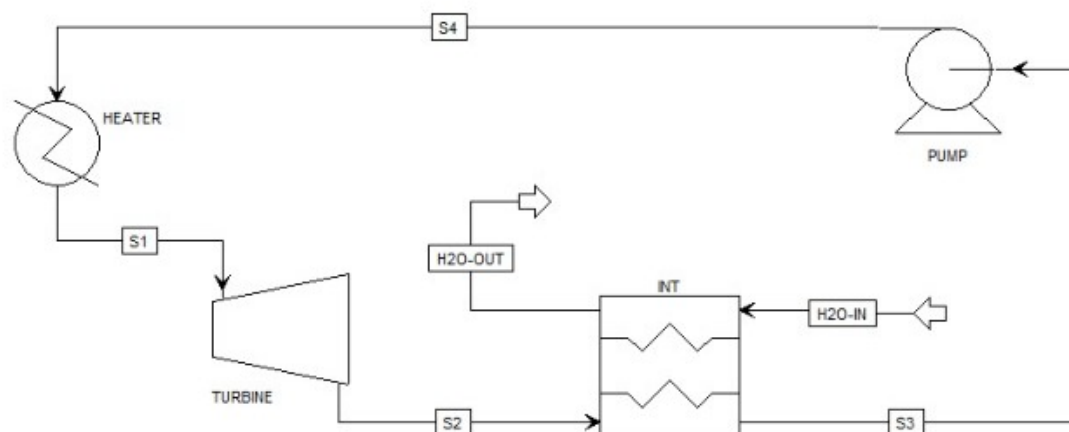 S4
HEATER
PUMP
S1
H2O-OUT
INT
H2O-IN
TURBINE
S2
S3